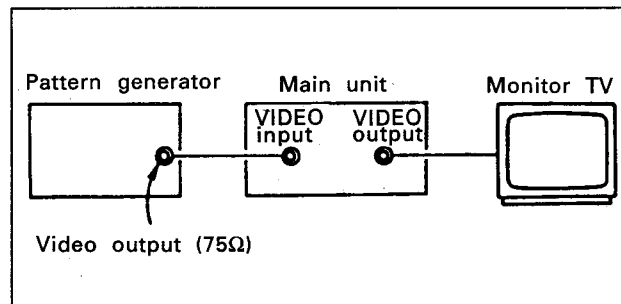 Pattern generator
Main unit
Monitor TV
VIDEO
input
VIDEO
output
Video output (75Ω)